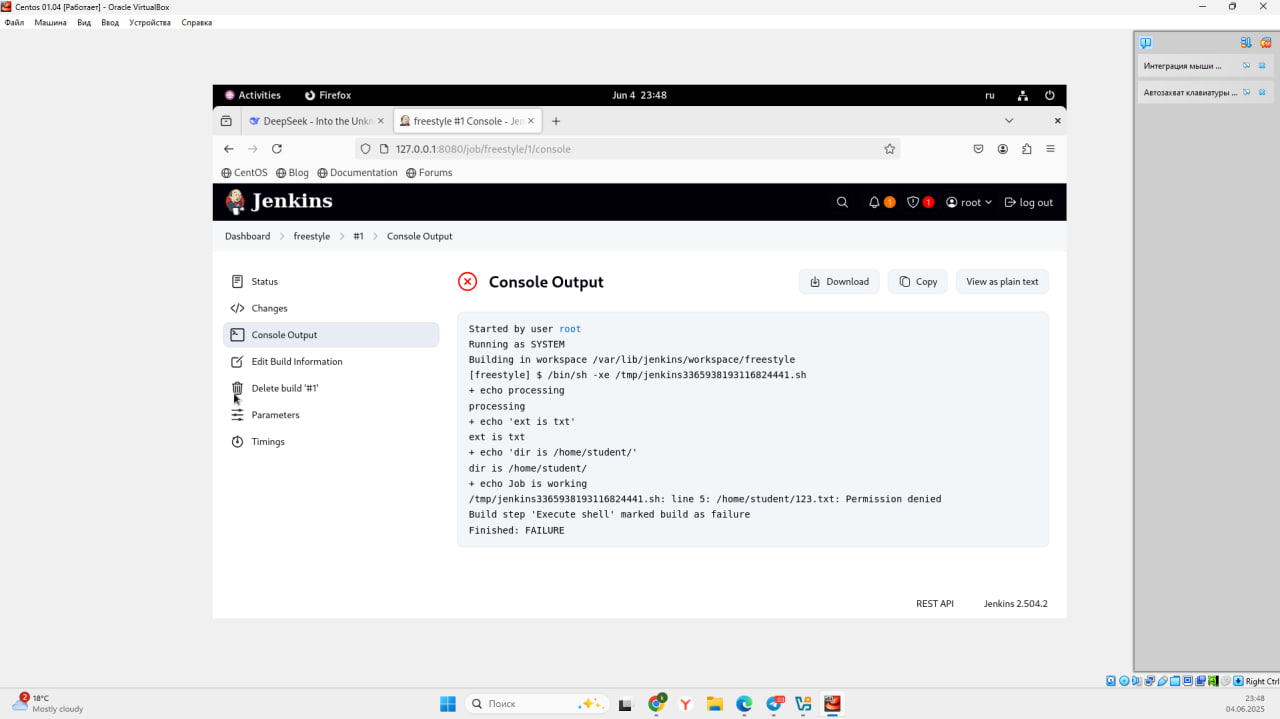 Centos 01.04 [Работает] - Oracle VirtualBox
Файл Машина Вид Ввод Устройства Справка
Интеграция мыши ...
Автозахват клавиатуры ...
Activities Firefox Jun 4 23:48 ru
DeepSeek - Into the Unkn freestyle #1 Console - Jen
127.0.0.1:8080/job/freestyle/1/console
CentOS Blog Documentation Forums
Jenkins 1 1 root log out
Dashboard freestyle #1 Console Output
Status
Changes
Console Output
Edit Build Information
Delete build '#1'
Parameters
Timings
Console Output Download Copy View as plain text
Started by user root
Running as SYSTEM
Building in workspace /var/lib/jenkins/workspace/freestyle
[freestyle] $ /bin/sh -xe /tmp/jenkins3365938193116824441.sh
+ echo processing
processing
+ echo 'ext is txt'
ext is txt
+ echo 'dir is /home/student/'
dir is /home/student/
+ echo Job is working
/tmp/jenkins3365938193116824441.sh: line 5: /home/student/123.txt: Permission denied
Build step 'Execute shell' marked build as failure
Finished: FAILURE
REST API Jenkins 2.504.2
Right Ctrl
2 18°C
Mostly cloudy
Поиск
23:48
04.06.2025